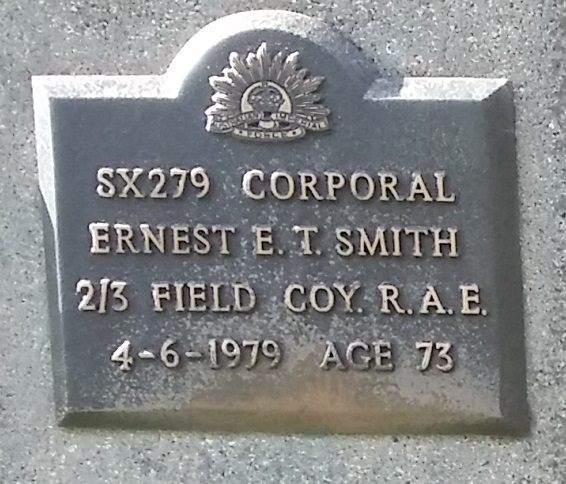 SX279 CORPORAL
ERNEST E. T. SMITH
2/3 FIELD COY. R.A.E.
4-6-1979 AGE 73